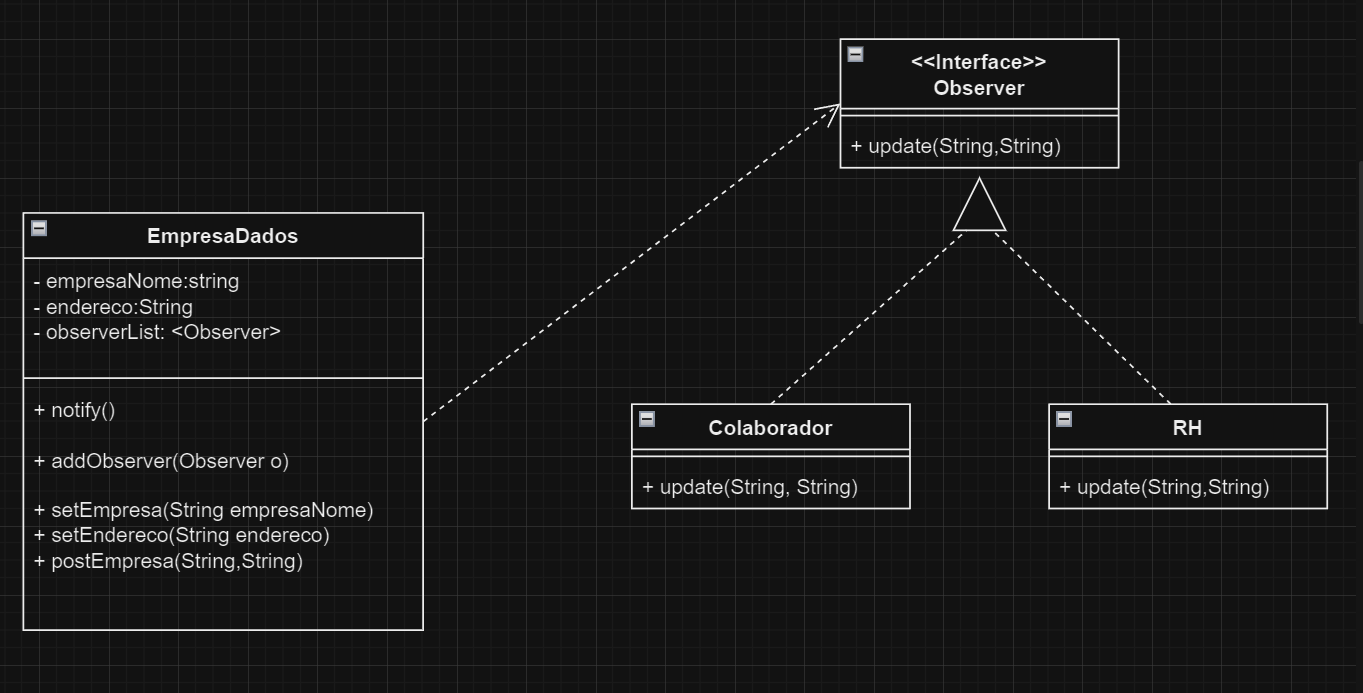 <<Interface>>
Observer
+ update(String,String)
EmpresaDados
- empresaNome:string
- endereco:String
- observerList: <Observer>
+ notify()
+ addObserver(Observer o)
+ setEmpresa(String empresaNome)
+ setEndereco(String endereco)
+ postEmpresa(String,String)
Colaborador
+ update(String, String)
RH
+ update(String,String)